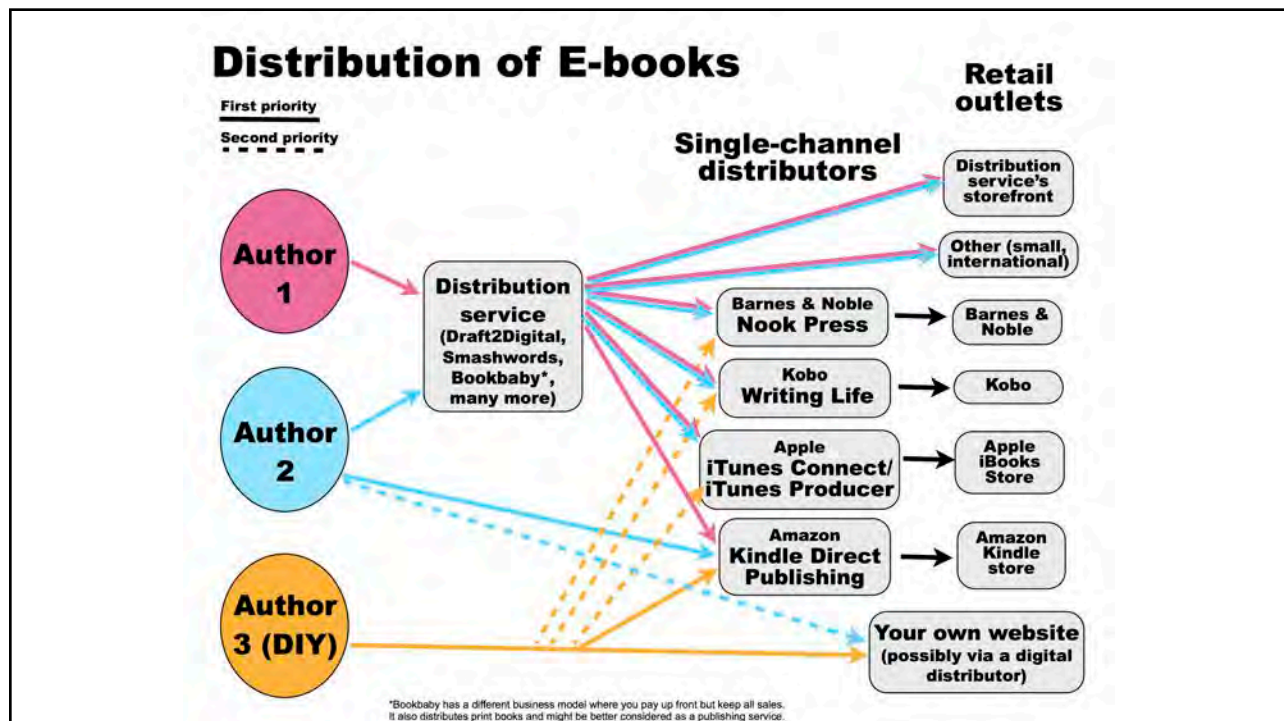 Distribution of E-books
First priority
Second priority
Retail
outlets
Single-channel
distributors
Author
1
Author
2
Author
3 (DIY)
Distribution
service
(Draft2Digital,
Smashwords,
Bookbaby*,
many more)
Barnes & Noble
Nook Press
Kobo
Writing Life
Apple
iTunes Connect/
iTunes Producer
Amazon
Kindle Direct
Publishing
Distribution
service's
storefront
Other (small,
international)
Barnes &
Noble
Kobo
Apple
iBooks
Store
Amazon
Kindle
store
Your own website
(possibly via a digital
distributor)
*Bookbaby has a different business model where you pay up front but keep all sales.
It also distributes print books and might be better considered as a publishing service.